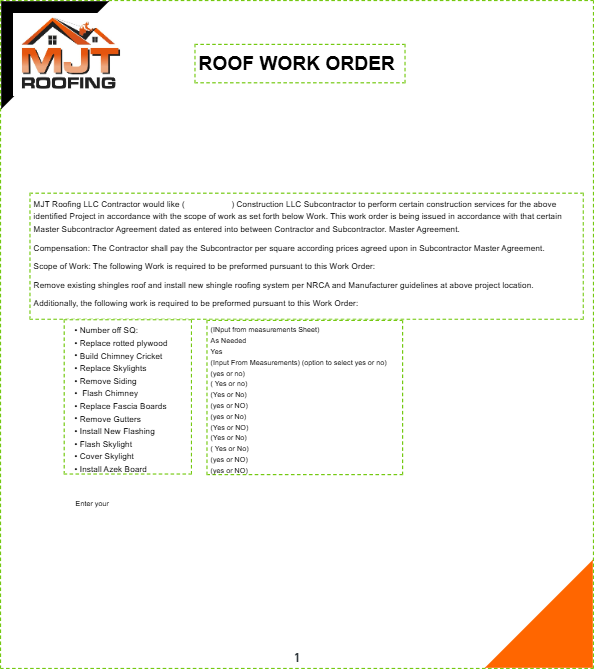 MJT
ROOFING
ROOF WORK ORDER
MJT Roofing LLC Contractor would like ( ) Construction LLC Subcontractor to perform certain construction services for the above
identified Project in accordance with the scope of work as set forth below Work. This work order is being issued in accordance with that certain
Master Subcontractor Agreement dated as entered into between Contractor and Subcontractor. Master Agreement.
Compensation: The Contractor shall pay the Subcontractor per square according prices agreed upon in Subcontractor Master Agreement.
Scope of Work: The following Work is required to be preformed pursuant to this Work Order:
Remove existing shingles roof and install new shingle roofing system per NRCA and Manufacturer guidelines at above project location.
Additionally, the following work is required to be preformed pursuant to this Work Order:
• Number off SQ:
• Replace rotted plywood
• Build Chimney Cricket
• Replace Skylights
• Remove Siding
• Flash Chimney
• Replace Fascia Boards
• Remove Gutters
• Install New Flashing
• Flash Skylight
• Cover Skylight
• Install Azek Board
(INput from measurements Sheet)
As Needed
Yes
(Input From Measurements) (option to select yes or no)
(yes or no)
( Yes or no)
(Yes or No)
(yes or NO)
(yes or No)
(Yes or NO)
(Yes or No)
( Yes or No)
(yes or NO)
(yes or NO)
Enter your
1